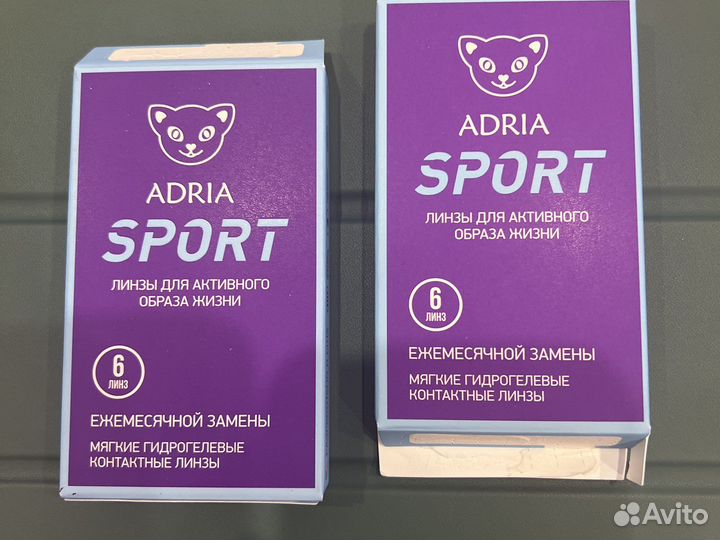 ADRIA
SPORT
ЛИНЗЫ ДЛЯ АКТИВНОГО
ОБРАЗА ЖИЗНИ
6
ЛИНЗ
ЕЖЕМЕСЯЧНОЙ ЗАМЕНЫ
МЯГКИЕ ГИДРОГЕЛЕВЫЕ
КОНТАКТНЫЕ ЛИНЗЫ
ADRIA
SPORT
ЛИНЗЫ ДЛЯ АКТИВНОГО
ОБРАЗА ЖИЗНИ
6
ЛИНЗ
ЕЖЕМЕСЯЧНОЙ ЗАМЕНЫ
МЯГКИЕ ГИДРОГЕЛЕВЫЕ
КОНТАКТНЫЕ ЛИНЗЫ
Avito